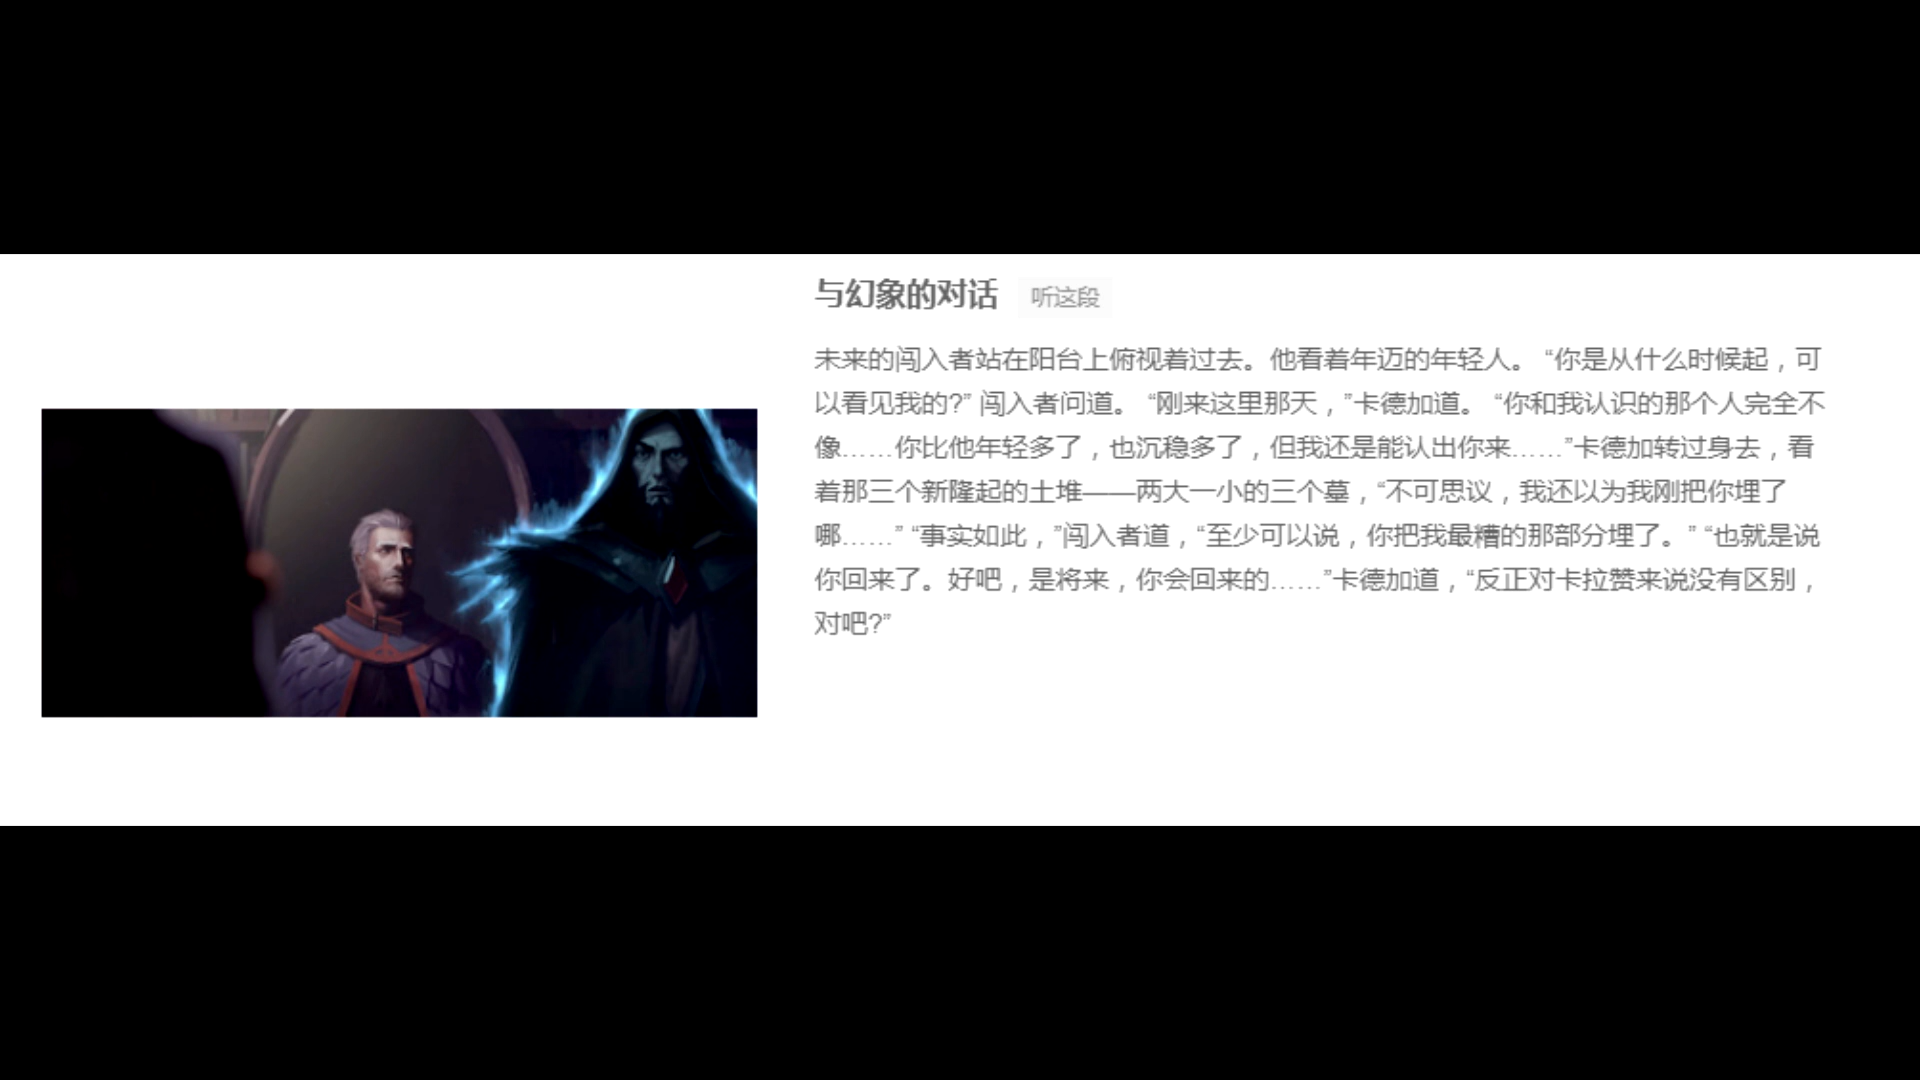 与幻象的对话 听这段
未来的闯入者站在阳台上俯视着过去。他看着年迈的年轻人。 “你是从什么时候起，可
以看见我的?” 闯入者问道。 “刚来这里那天，”卡德加道。 “你和我认识的那个人完全不
像……你比他年轻多了，也沉稳多了，但我还是能认出你来……”卡德加转过身去，看
着那三个新隆起的土堆——两大一小的三个墓，“不可思议，我还以为我刚把你埋了
哪……” “事实如此，”闯入者道，“至少可以说，你把我最糟的那部分埋了。” “也就是说
你回来了。好吧，是将来，你会回来的……”卡德加道，“反正对卡拉赞来说没有区别，
对吧?”